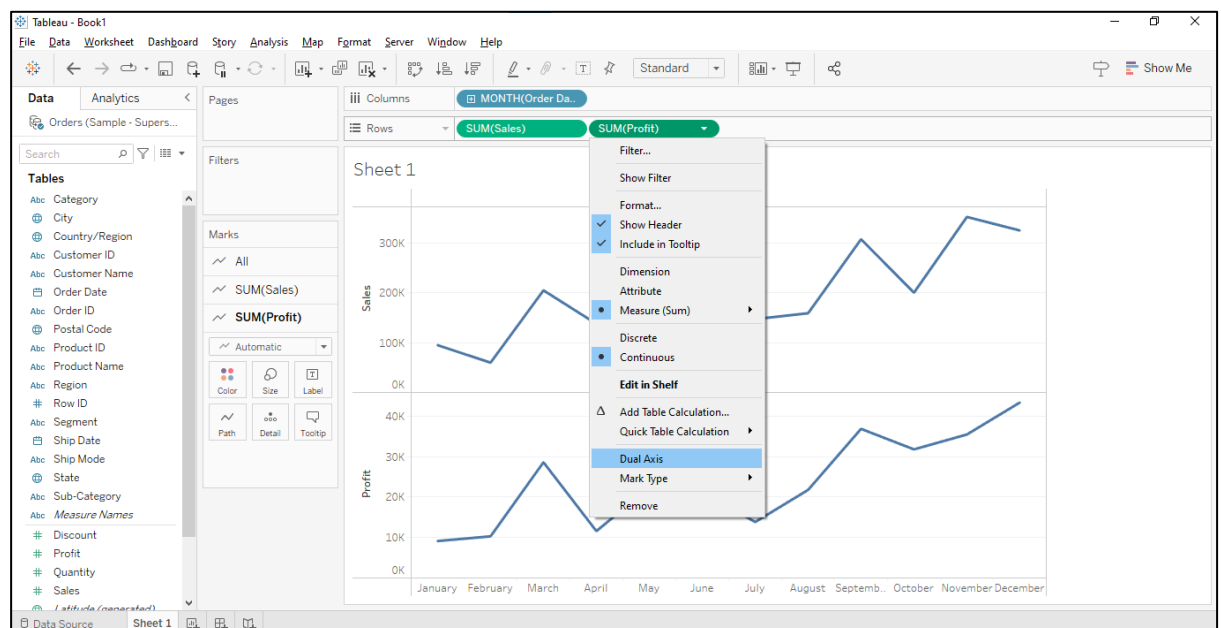 Tableau - Book1
File Data Worksheet Dashboard Story Analysis Map Format Server Window Help
Standard
Show Me
Data Analytics
Orders (Sample - Supers...
Search
Tables
Abc Category
City
Country/Region
Abc Customer ID
Abc Customer Name
Order Date
Abc Order ID
Postal Code
Abc Product ID
Abc Product Name
Abc Region
# Row ID
Abc Segment
Ship Date
Abc Ship Mode
State
Abc Sub-Category
Abc Measure Names
# Discount
# Profit
# Quantity
# Sales
Latitude (generated)
Pages
Filters
Marks
All
SUM(Sales)
SUM(Profit)
Automatic
Color Size Label
Path Detail Tooltip
Columns MONTH(Order Da..
Rows SUM(Sales) SUM(Profit)
Sheet 1
Sales
300K
200K
100K
0K
Profit
40K
30K
20K
10K
0K
January February March April May June July August Septemb.. October November December
Filter...
Show Filter
Format...
Show Header
Include in Tooltip
Dimension
Attribute
Measure (Sum)
Discrete
Continuous
Edit in Shelf
Add Table Calculation...
Quick Table Calculation
Dual Axis
Mark Type
Remove
Data Source Sheet 1